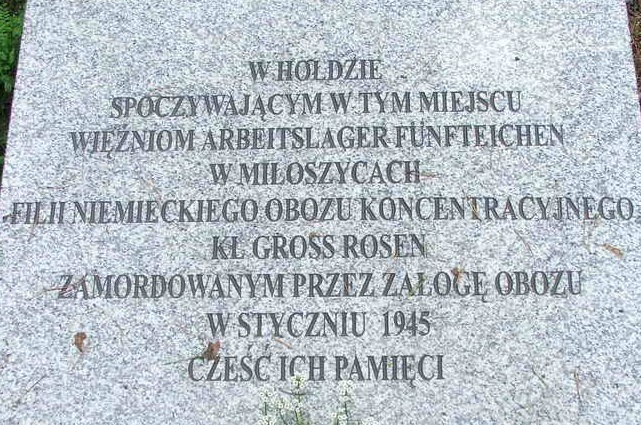 W HOŁDZIE
SPOCZYWAJĄCYM W TYM MIEJSCU
WIĘŹNIOM ARBEITSLAGER FÜNFTEICHEN
W MIŁOSZYCACH
FILII NIEMIECKIEGO OBOZU KONCENTRACYJNEGO
KL GROSS ROSEN
ZAMORDOWANYM PRZEZ ZAŁOGĘ OBOZU
W STYCZNIU 1945
CZEŚĆ ICH PAMIĘCI